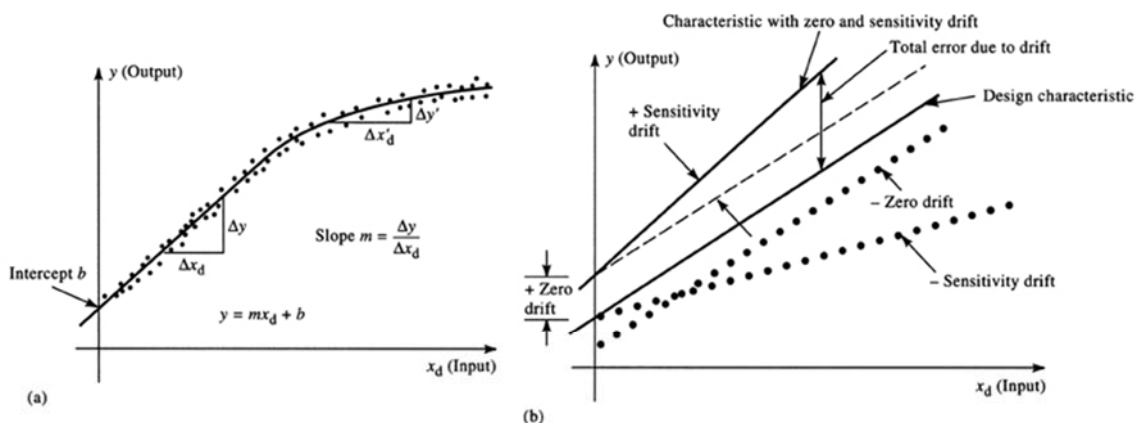 y (Output)
Δy'
Δx'd
Δy
Δxd
Slope m = Δy/Δxd
Intercept b
y = mxd + b
xd (Input)
(a)
Characteristic with zero and sensitivity drift
y (Output)
Total error due to drift
+ Sensitivity
drift
Design characteristic
– Zero drift
+ Zero
drift
– Sensitivity drift
xd (Input)
(b)